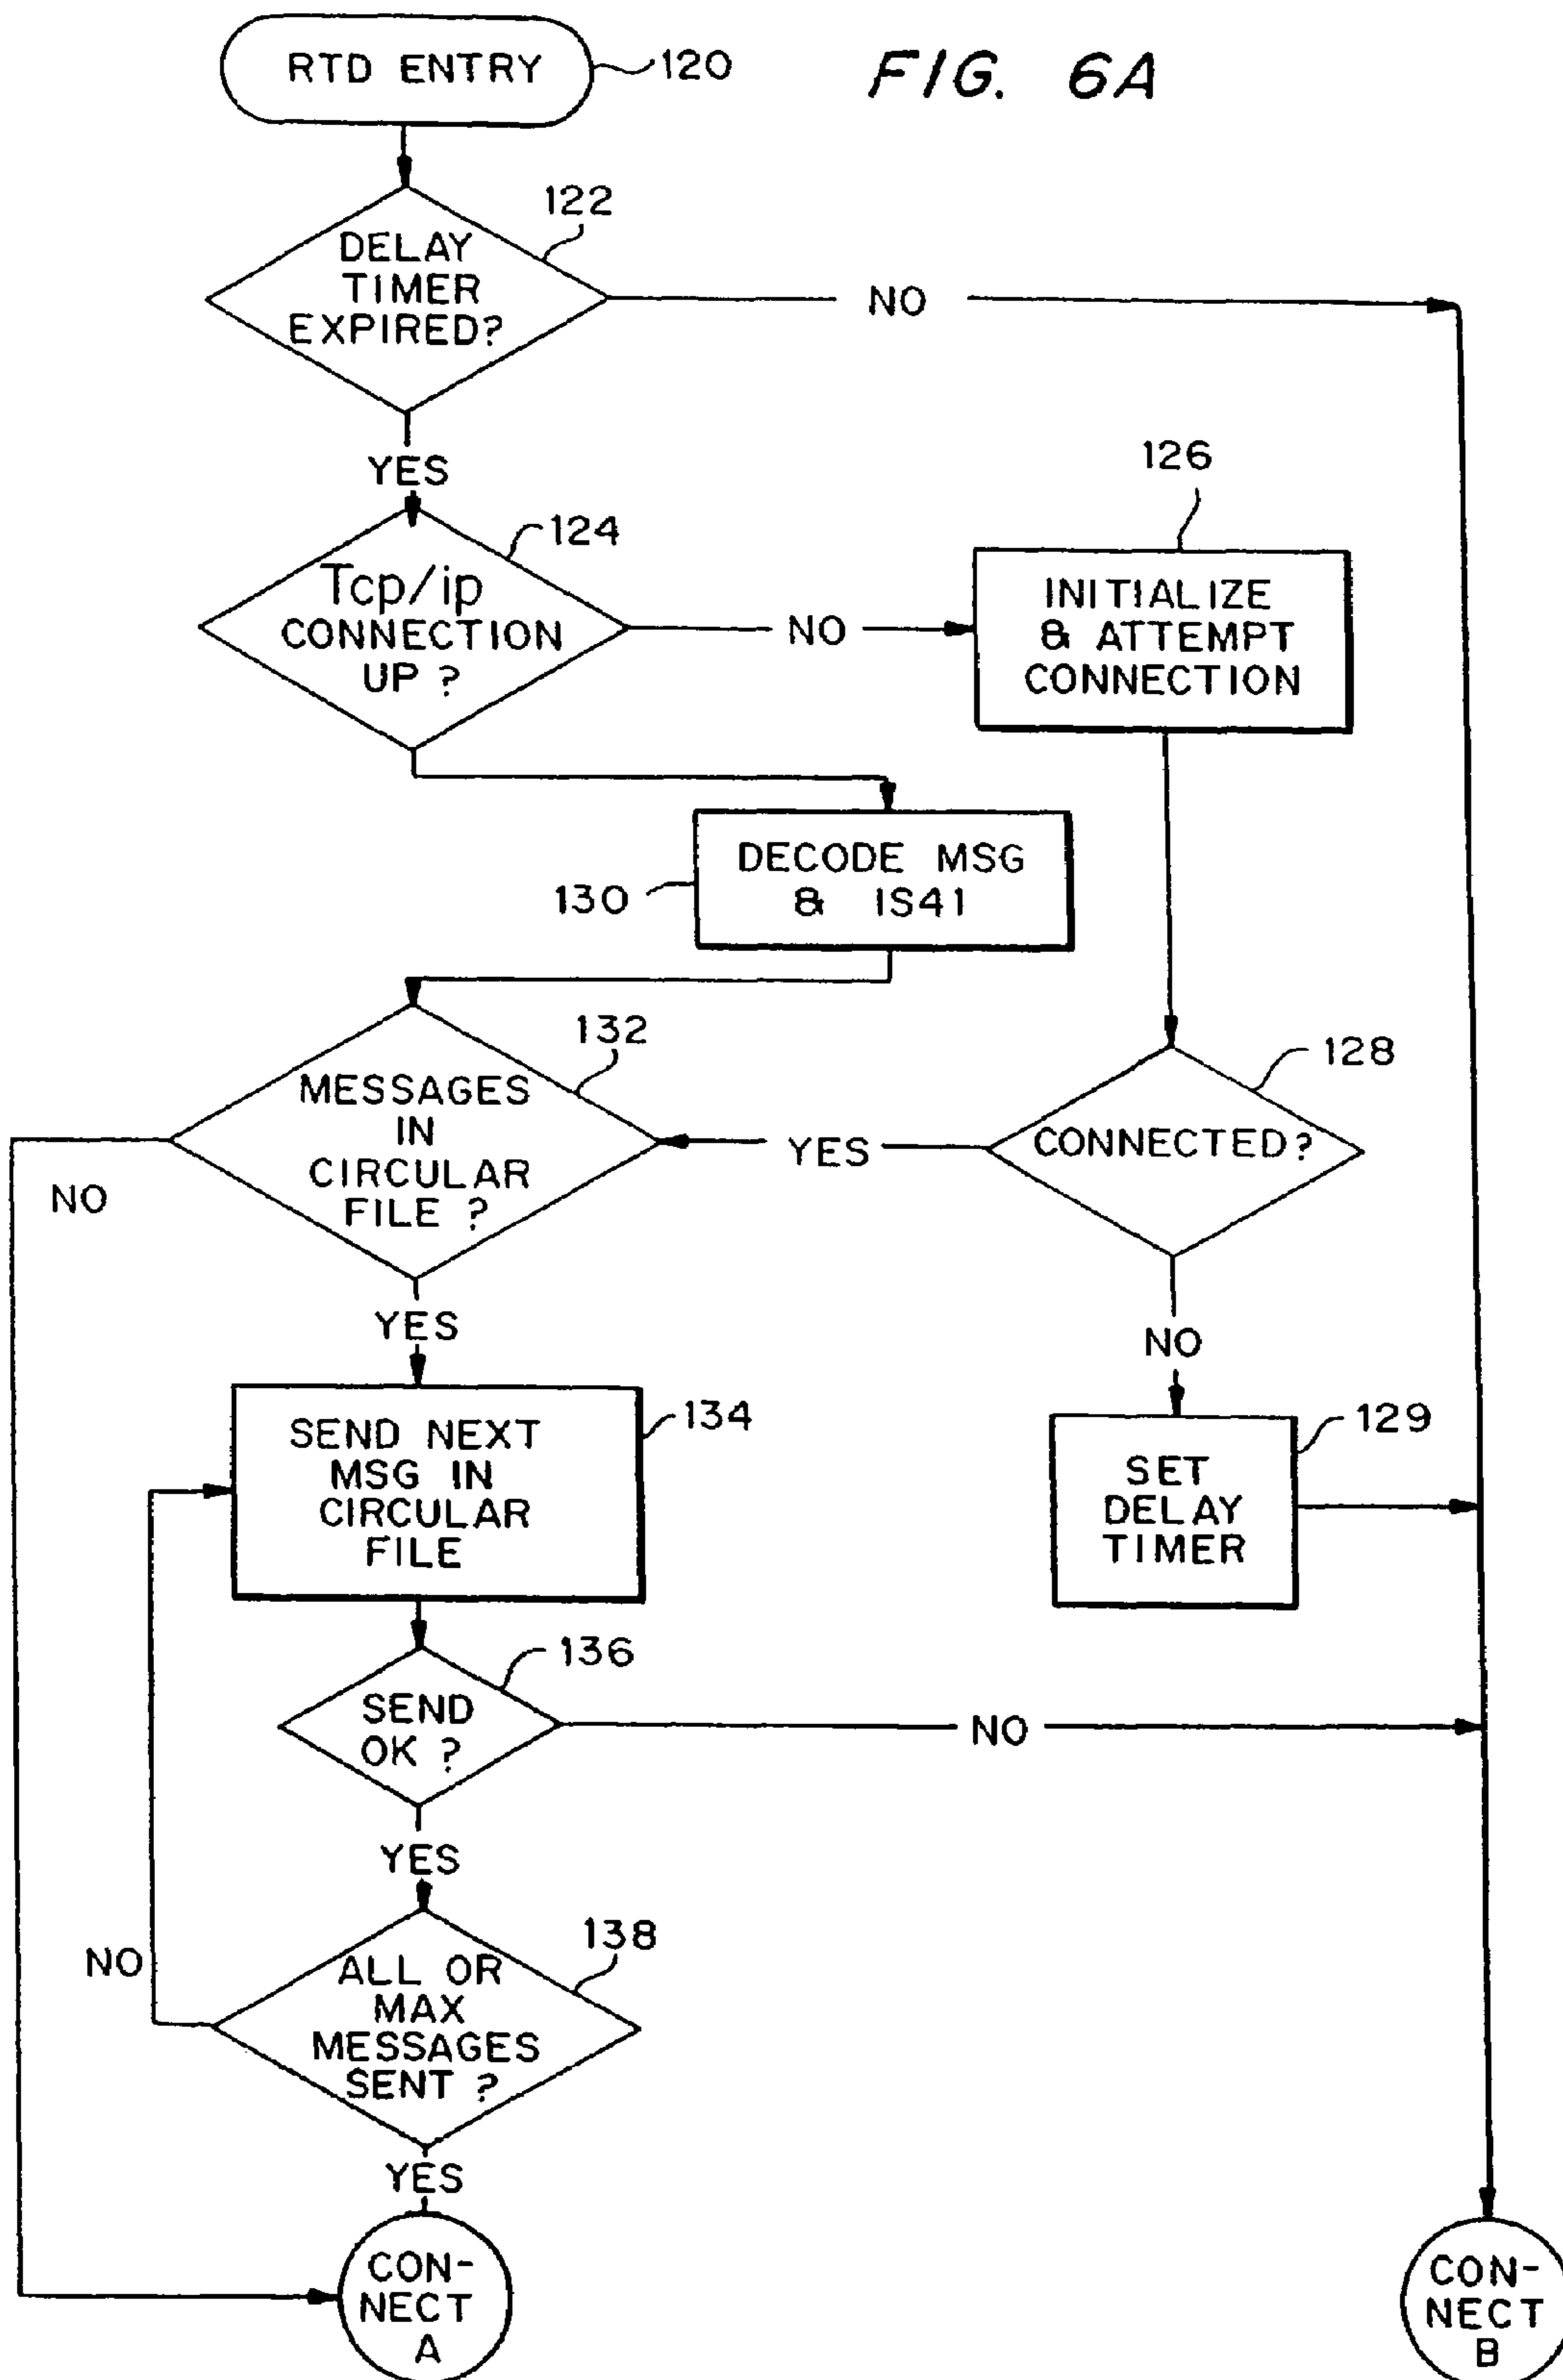 RTD ENTRY
120
FIG. 6A
122
DELAY
TIMER
EXPIRED?
NO
YES
124
Tcp/ip
CONNECTION
UP ?
NO
126
INITIALIZE
& ATTEMPT
CONNECTION
130
DECODE MSG
& IS41
132
MESSAGES
IN
CIRCULAR
FILE ?
NO
YES
128
CONNECTED?
YES
NO
SEND NEXT
MSG IN
CIRCULAR
FILE
134
SET
DELAY
TIMER
129
136
SEND
OK ?
NO
YES
138
ALL OR
MAX
MESSAGES
SENT ?
NO
YES
CON-
NECT
A
CON-
NECT
B